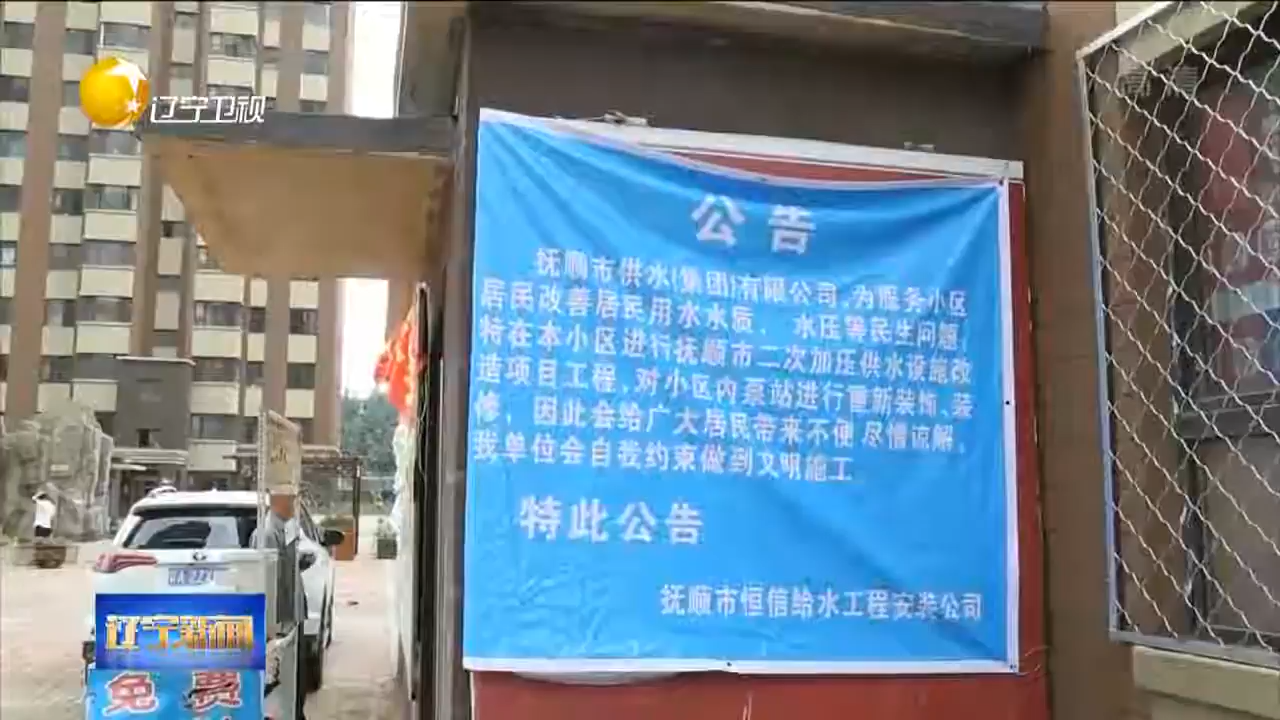 辽宁卫视
高清
公告
抚顺市供水(集团)有限公司,为服务小区
居民改善居民用水水质、水压等民生问题,
特在本小区进行抚顺市二次加压供水设施改
造项目工程,对小区内泵站进行重新装饰、装
修,因此会给广大居民带来不便尽情谅解。
我单位会自我约束做到文明施工.
特此公告
抚顺市恒信给水工程安装公司
辽宁新闻
免费